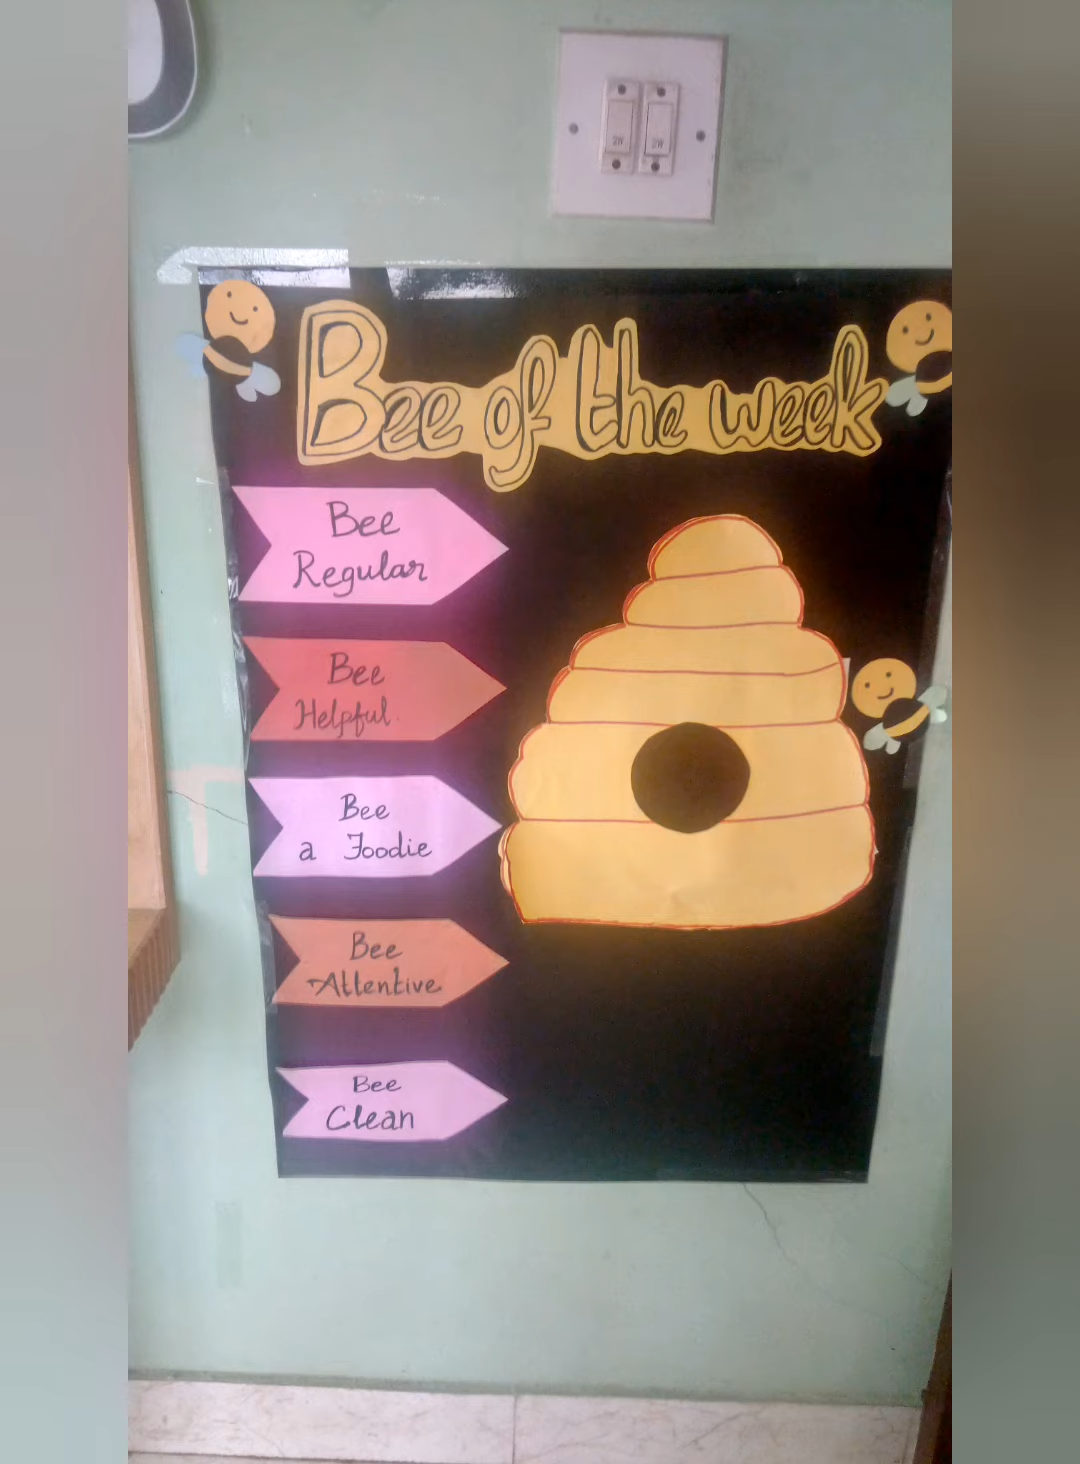 Bee of the week
Bee
Regular
Bee
Helpful.
Bee
a Foodie
Bee
Attentive
Bee
Clean